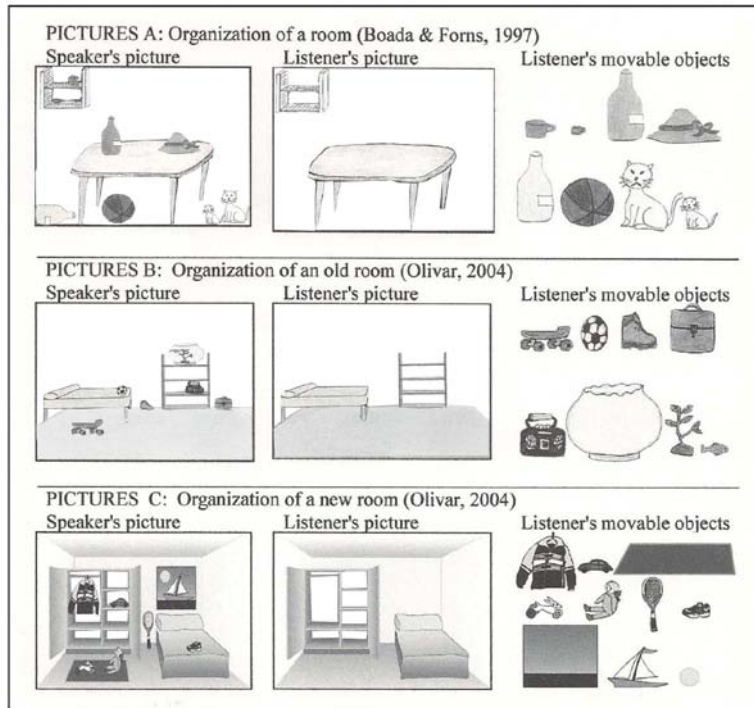 PICTURES A: Organization of a room (Boada & Forns, 1997)
Speaker's picture Listener's picture Listener's movable objects
PICTURES B: Organization of an old room (Olivar, 2004)
Speaker's picture Listener's picture Listener's movable objects
PICTURES C: Organization of a new room (Olivar, 2004)
Speaker's picture Listener's picture Listener's movable objects